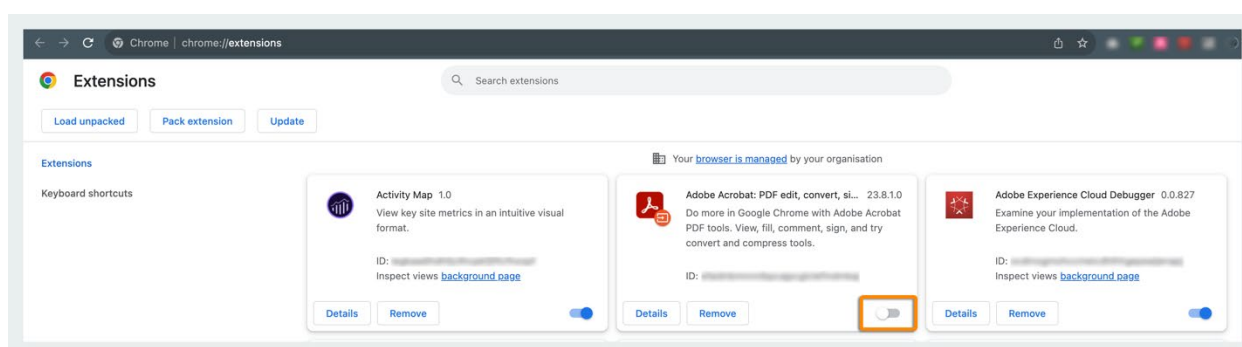 Chrome | chrome://extensions
Extensions
Search extensions
Load unpacked
Pack extension
Update
Extensions
Keyboard shortcuts
Your browser is managed by your organisation
Activity Map 1.0
View key site metrics in an intuitive visual
format.
ID:
Inspect views background page
Details
Remove
Adobe Acrobat: PDF edit, convert, si... 23.8.1.0
Do more in Google Chrome with Adobe Acrobat
PDF tools. View, fill, comment, sign, and try
convert and compress tools.
ID:
Details
Remove
Adobe Experience Cloud Debugger 0.0.827
Examine your implementation of the Adobe
Experience Cloud.
ID:
Inspect views background page
Details
Remove